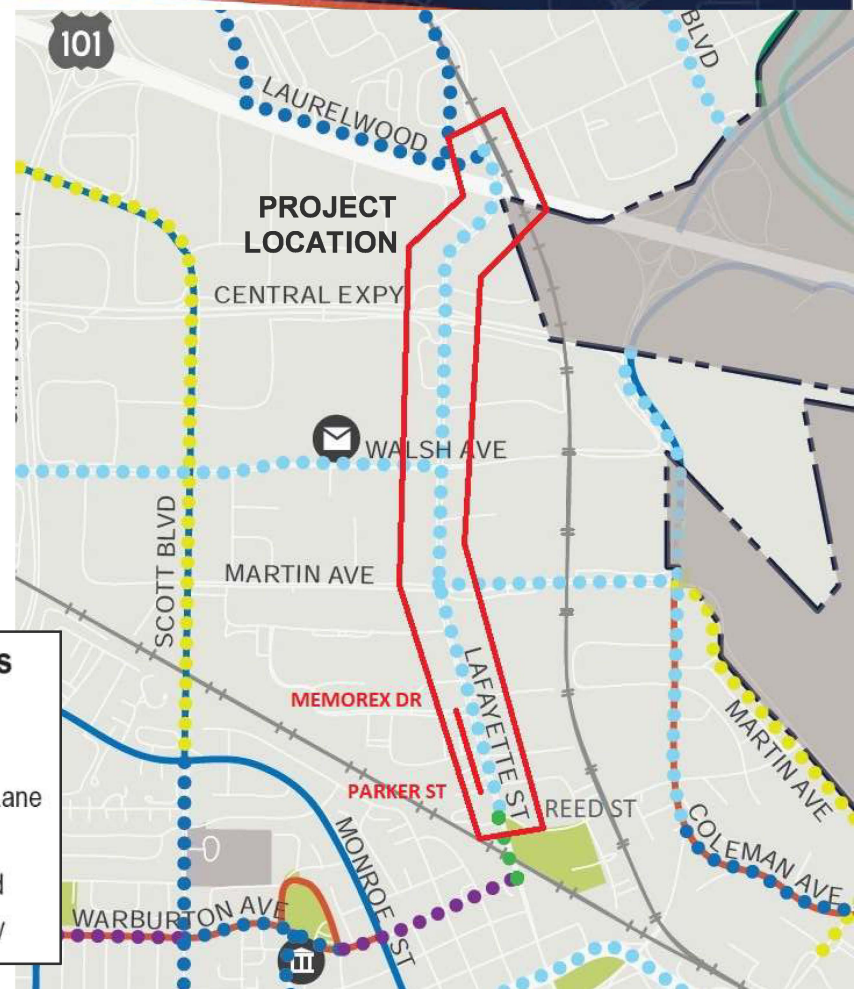 101
BLVD
LAURELWOOD
PROJECT
LOCATION
CENTRAL EXPY
WALSH AVE
SCOTT BLVD
MARTIN AVE
LAFAYETTE ST
MEMOREX DR
PARKER ST
REED ST
MARTIN AVE
COLEMAN AVE
MONROE ST
WARBURTON AVE